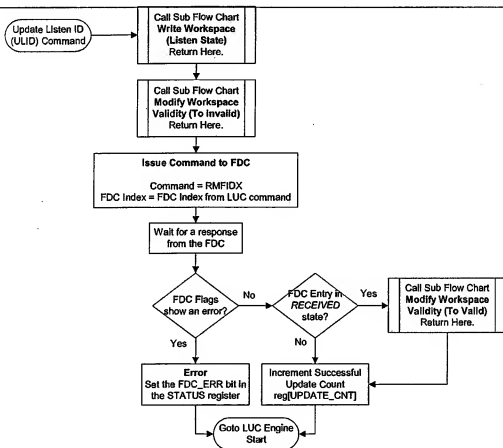 Update Listen ID
(ULID) Command
Call Sub Flow Chart
Write Workspace
(Listen State)
Return Here.
Call Sub Flow Chart
Modify Workspace
Validity (To Invalid)
Return Here.
Issue Command to FDC
Command = RMFIDX
FDC Index = FDC Index from LUC command
Wait for a response
from the FDC
FDC Flags
show an error?
No
FDC Entry in
RECEIVED
state?
Yes
Call Sub Flow Chart
Modify Workspace
Validity (To Valid)
Return Here.
Yes
No
Error
Set the FDC_ERR bit in
the STATUS register
Increment Successful
Update Count
reg[UPDATE_CNT]
Goto LUC Engine
Start